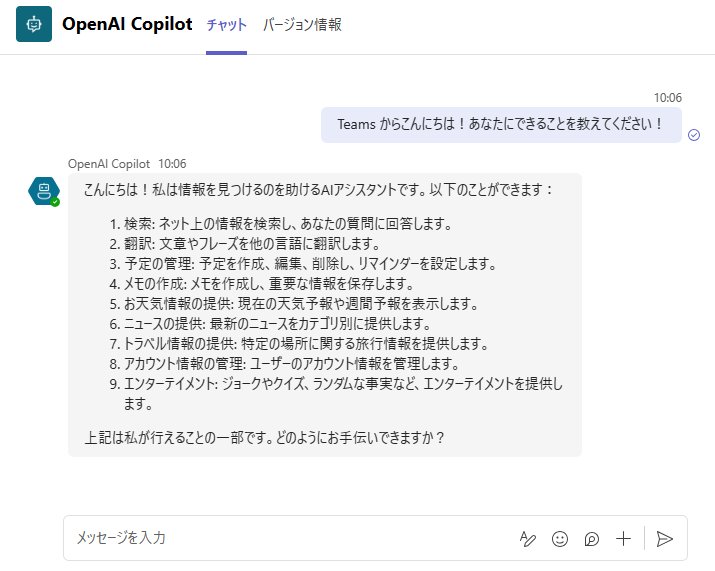 OpenAI Copilot チャット バージョン情報
10:06
Teams からこんにちは！あなたにできることを教えてください！
OpenAI Copilot 10:06
こんにちは！私は情報を見つけるのを助けるAIアシスタントです。以下のことができます：
1. 検索: ネット上の情報を検索し、あなたの質問に回答します。
2. 翻訳: 文章やフレーズを他の言語に翻訳します。
3. 予定の管理: 予定を作成、編集、削除し、リマインダーを設定します。
4. メモの作成: メモを作成し、重要な情報を保存します。
5. お天気情報の提供: 現在の天気予報や週間予報を表示します。
6. ニュースの提供: 最新のニュースをカテゴリ別に提供します。
7. トラベル情報の提供: 特定の場所に関する旅行情報を提供します。
8. アカウント情報の管理: ユーザーのアカウント情報を管理します。
9. エンターテイメント: ジョークやクイズ、ランダムな事実など、エンターテイメントを提供し
ます。
上記は私が行えることの一部です。どのようにお手伝いできますか？
メッセージを入力